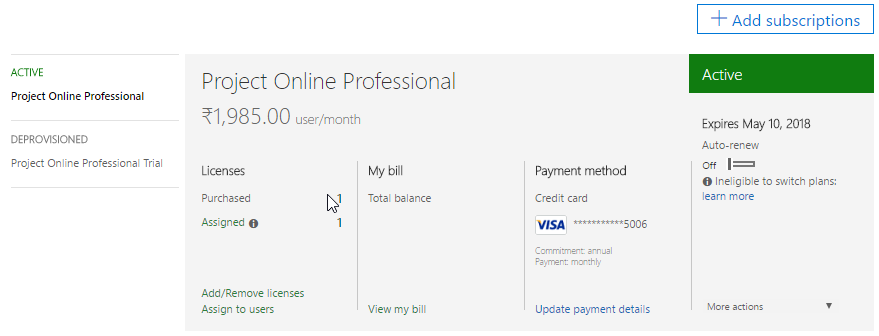 Add subscriptions
ACTIVE
Project Online Professional
DEPROVISIONED
Project Online Professional Trial
Project Online Professional
₹1,985.00 user/month
Licenses
Purchased 1
Assigned 1
Add/Remove licenses
Assign to users
My bill
Total balance
View my bill
Payment method
Credit card
VISA ***********5006
Commitment: annual
Payment: monthly
Update payment details
Active
Expires May 10, 2018
Auto-renew
Off
Ineligible to switch plans:
learn more
More actions